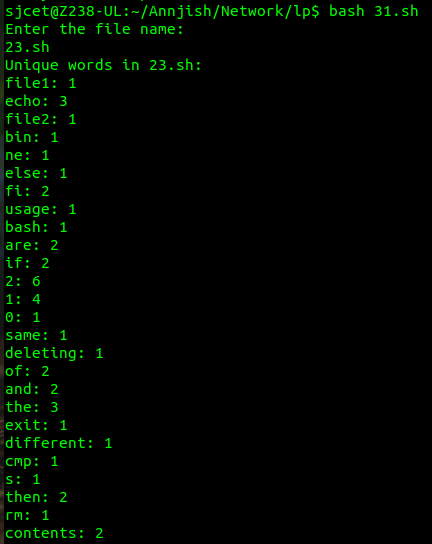 sjcet@Z238-UL:~/Annjish/Network/lp$ bash 31.sh
Enter the file name:
23.sh
Unique words in 23.sh:
file1: 1
echo: 3
file2: 1
bin: 1
ne: 1
else: 1
fi: 2
usage: 1
bash: 1
are: 2
if: 2
2: 6
1: 4
0: 1
same: 1
deleting: 1
of: 2
and: 2
the: 3
exit: 1
different: 1
cmp: 1
s: 1
then: 2
rm: 1
contents: 2